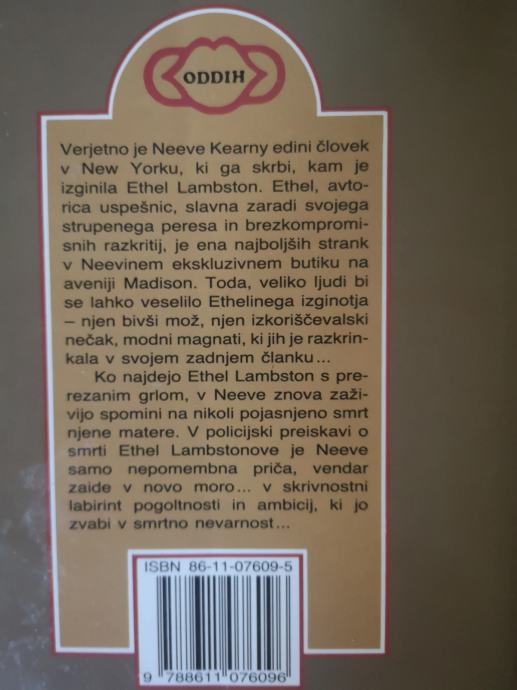 ODDIH
Verjetno je Neeve Kearny edini človek
v New Yorku, ki ga skrbi, kam je
izginila Ethel Lambston. Ethel, avto-
rica uspešnic, slavna zaradi svojega
strupenega peresa in brezkompromi-
snih razkritij, je ena najboljših strank
v Neevinem ekskluzivnem butiku na
aveniji Madison. Toda, veliko ljudi bi
se lahko veselilo Ethelinega izginotja
– njen bivši mož, njen izkoriščevalski
nečak, modni magnati, ki jih je razkrin-
kala v svojem zadnjem članku...
Ko najdejo Ethel Lambston s pre-
rezanim grlom, v Neeve znova zaži-
vijo spomini na nikoli pojasnjeno smrt
njene matere. V policijski preiskavi o
smrti Ethel Lambstonove je Neeve
samo nepomembna priča, vendar
zaide v novo moro... v skrivnostni
labirint pogoltnosti in ambicij, ki jo
zvabi v smrtno nevarnost...
ISBN 86-11-07609-5
9 788611 076096